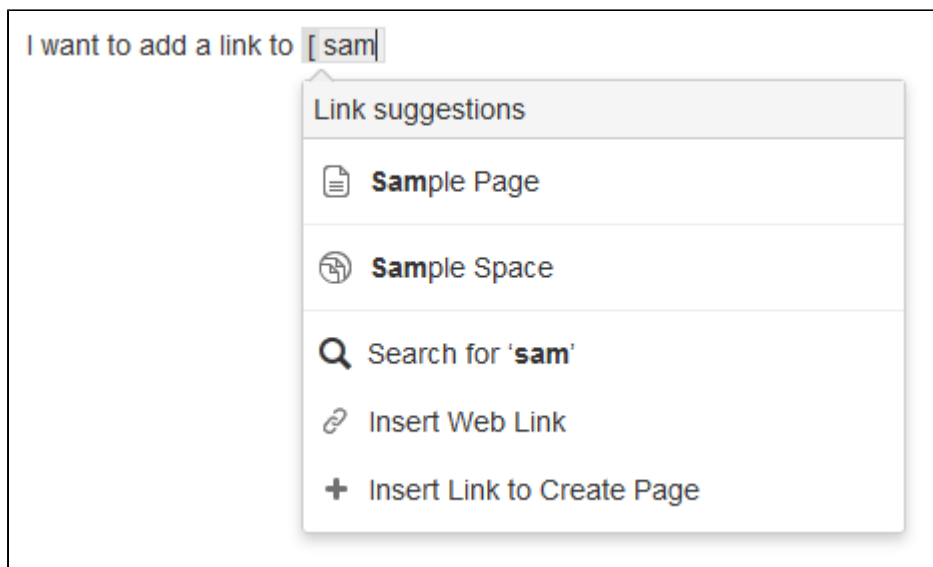 I want to add a link to [ sam
Link suggestions
Sample Page
Sample Space
Search for ‘sam’
Insert Web Link
Insert Link to Create Page